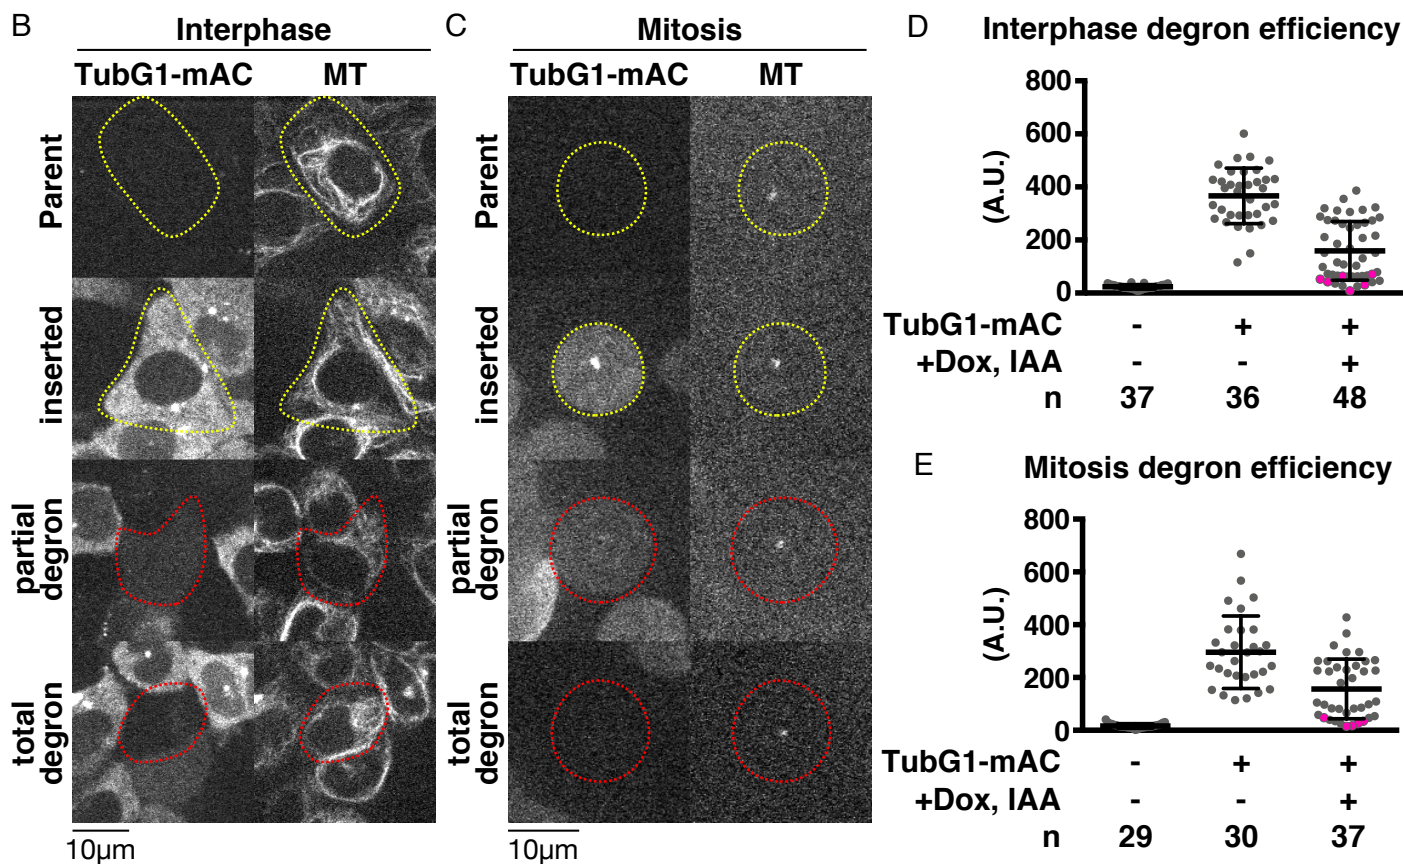 B
Interphase
TubG1-mAC MT
Parent
inserted
partial
degron
total
degron
10μm
C
Mitosis
TubG1-mAC MT
Parent
inserted
partial
degron
total
degron
10μm
D
Interphase degron efficiency
(A.U.)
800
600
400
200
0
TubG1-mAC - + +
+Dox, IAA - - +
n 37 36 48
E
Mitosis degron efficiency
(A.U.)
800
600
400
200
0
TubG1-mAC - + +
+Dox, IAA - - +
n 29 30 37